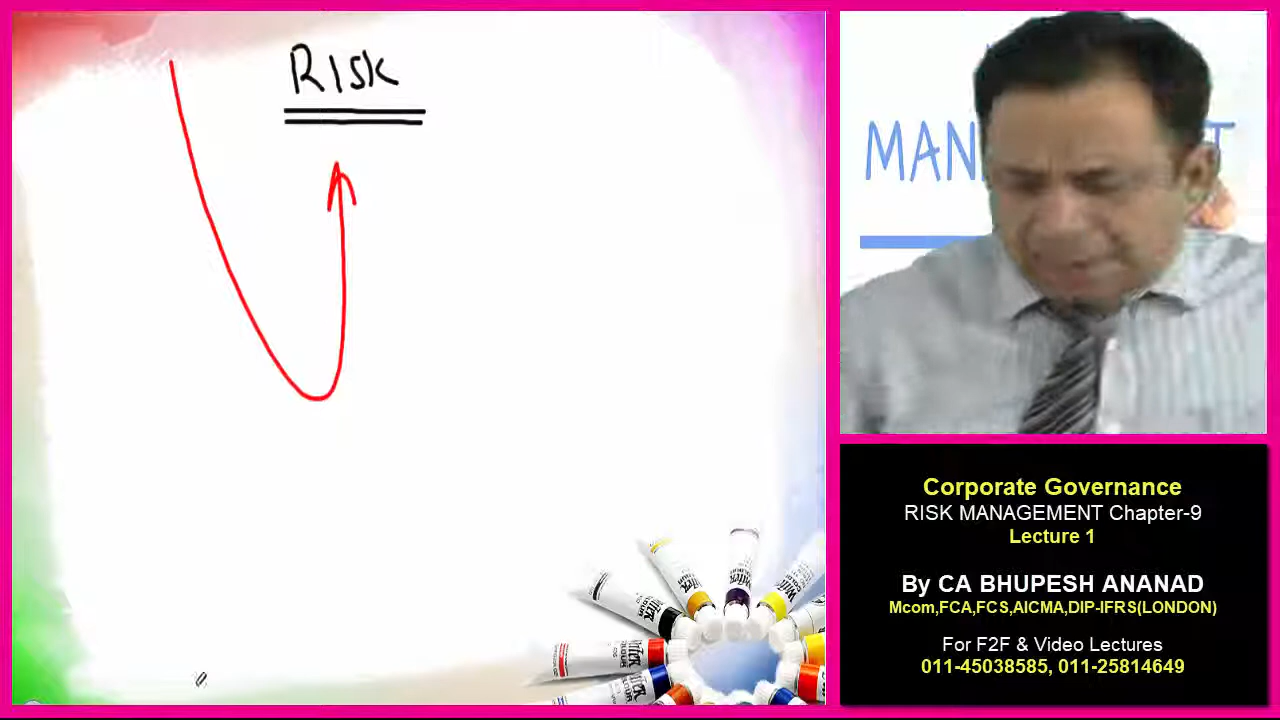 Risk
MAN T
Corporate Governance
RISK MANAGEMENT Chapter-9
Lecture 1
By CA BHUPESH ANANAD
Mcom,FCA,FCS,AICMA,DIP-IFRS(LONDON)
For F2F & Video Lectures
011-45038585, 011-25814649